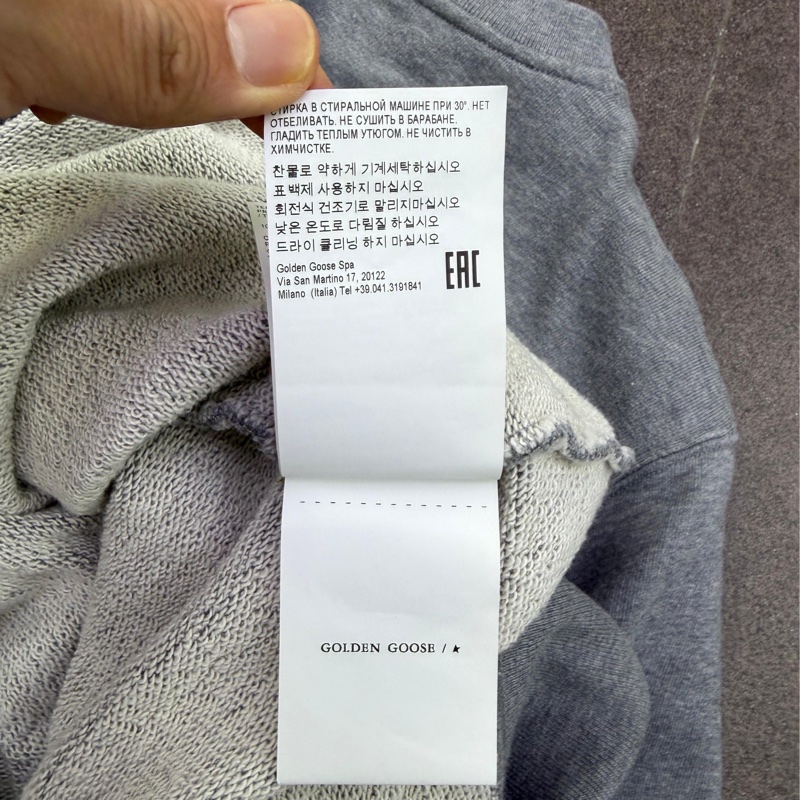 СТИРКА В СТИРАЛЬНОЙ МАШИНЕ ПРИ 30°. НЕТ
ОТБЕЛИВАТЬ. НЕ СУШИТЬ В БАРАБАНЕ.
ГЛАДИТЬ ТЕПЛЫМ УТЮГОМ. НЕ ЧИСТИТЬ В
ХИМЧИСТКЕ.
찬물로 약하게 기계세탁하십시오
표백제 사용하지 마십시오
회전식 건조기로 말리지마십시오
낮은 온도로 다림질 하십시오
드라이 클리닝 하지 마십시오
Golden Goose Spa
Via San Martino 17, 20122
Milano (Italia) Tel +39.041.3191841
EAC
GOLDEN GOOSE / ★